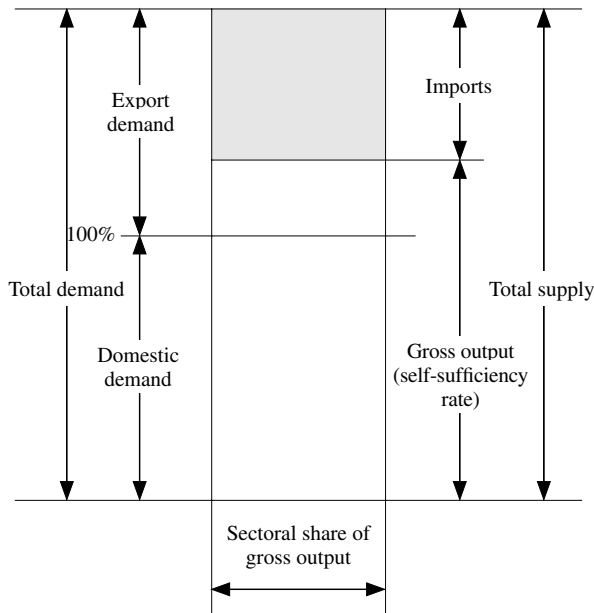 Export
demand
Imports
100%
Total demand
Total supply
Domestic
demand
Gross output
(self-sufficiency
rate)
Sectoral share of
gross output